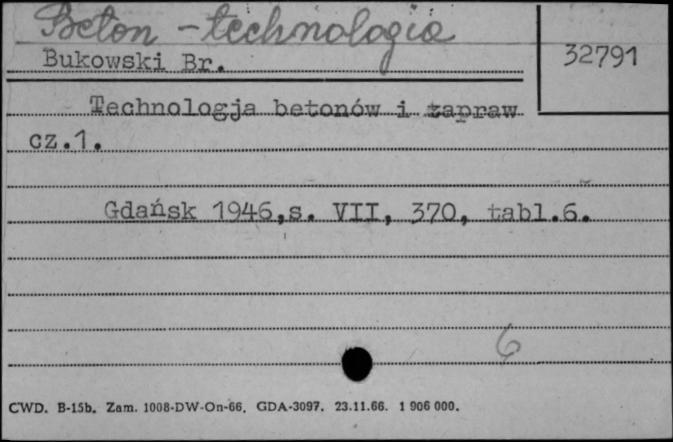 Beton - technologia
Bukowski Br.
32791
Technologja betonów i zapraw
cz.1.
Gdańsk 1946,s. VII, 370, tabl.6.
6
CWD. B-15b. Zam. 1008-DW-On-66. GDA-3097. 23.11.66. 1 906 000.